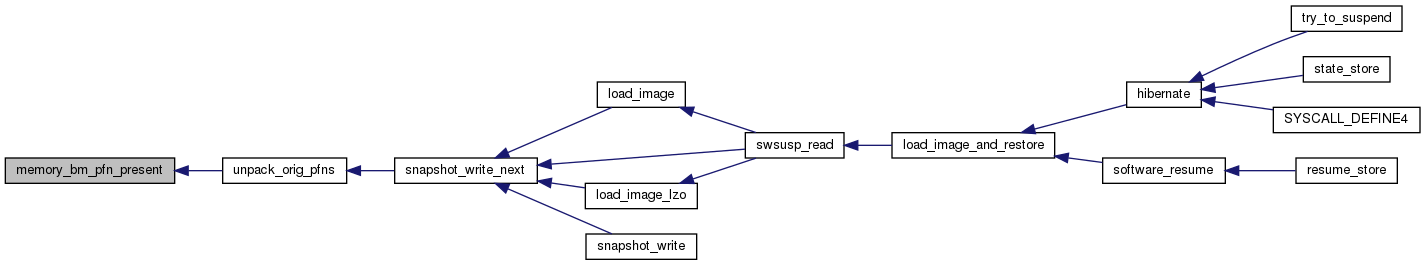 memory_bm_pfn_present
unpack_orig_pfns
snapshot_write_next
load_image
load_image_lzo
snapshot_write
swsusp_read
load_image_and_restore
hibernate
software_resume
try_to_suspend
state_store
SYSCALL_DEFINE4
resume_store